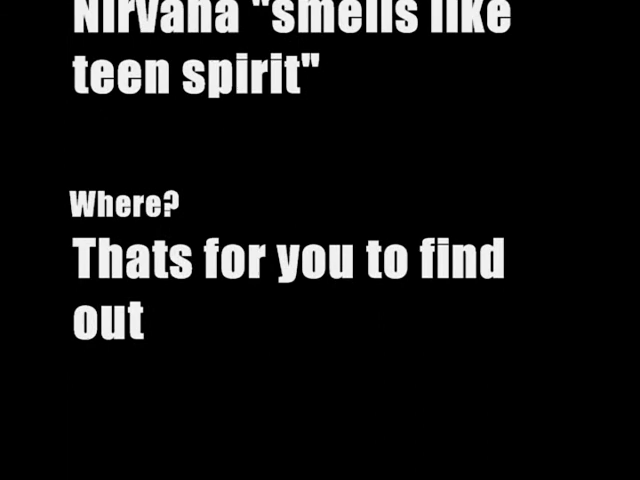 Nirvana "smells like
teen spirit"
Where?
Thats for you to find
out